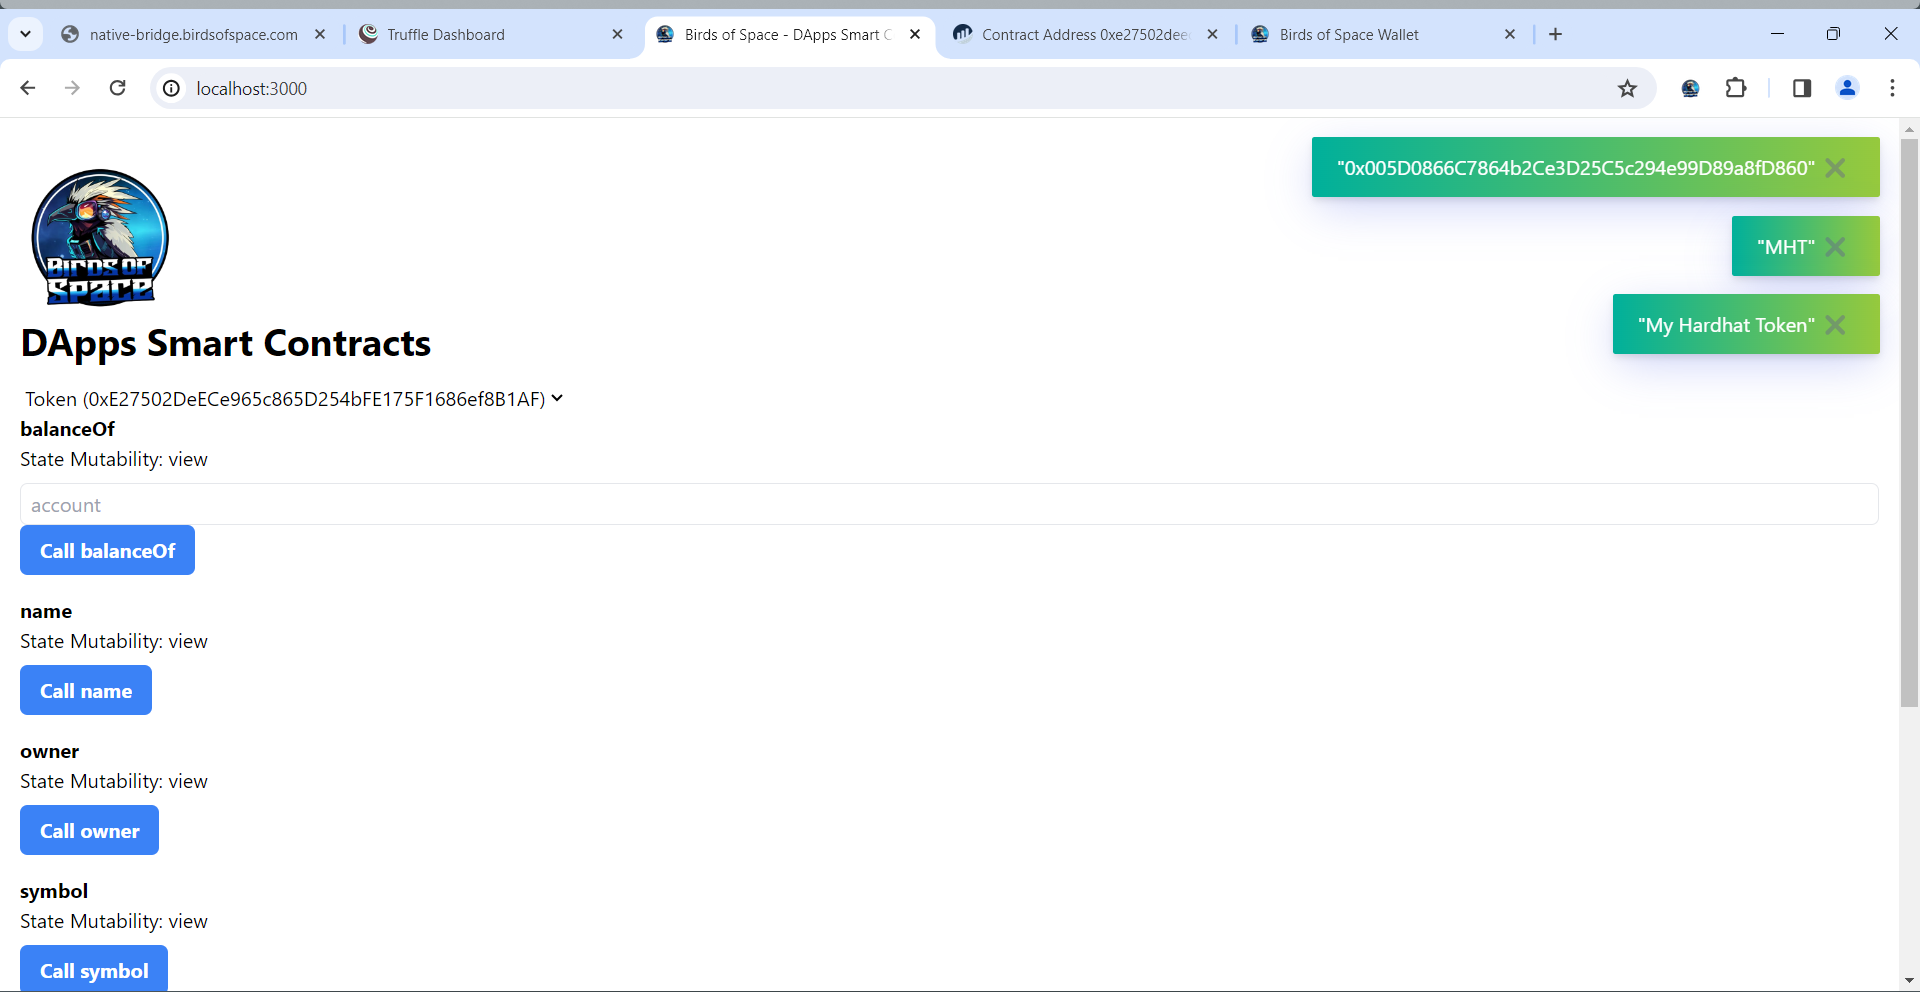 native-bridge.birdsofspace.com
Truffle Dashboard
Birds of Space - DApps Smart C
Contract Address 0xe27502dee
Birds of Space Wallet
localhost:3000
"0x005D0866C7864b2Ce3D25C5c294e99D89a8fD860"
"MHT"
"My Hardhat Token"
BIRDS OF
SPACE
DApps Smart Contracts
Token (0xE27502DeECe965c865D254bFE175F1686ef8B1AF)
balanceOf
State Mutability: view
account
Call balanceOf
name
State Mutability: view
Call name
owner
State Mutability: view
Call owner
symbol
State Mutability: view
Call symbol